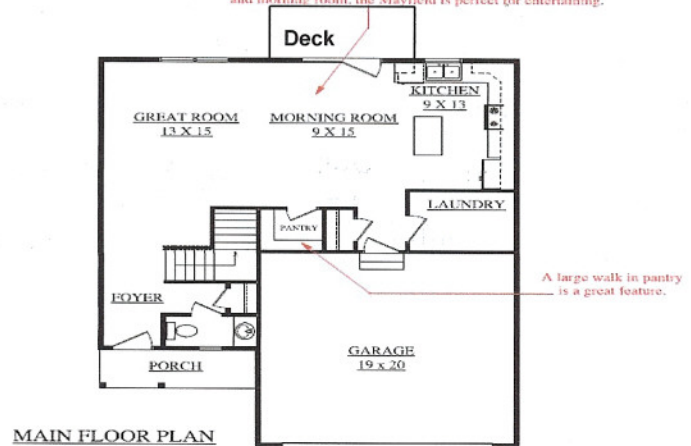 and morning room, the Mayfield is perfect for entertaining.
Deck
KITCHEN
9 X 13
GREAT ROOM
13 X 15
MORNING ROOM
9 X 15
LAUNDRY
PANTRY
A large walk in pantry
is a great feature.
FOYER
GARAGE
19 x 20
PORCH
MAIN FLOOR PLAN